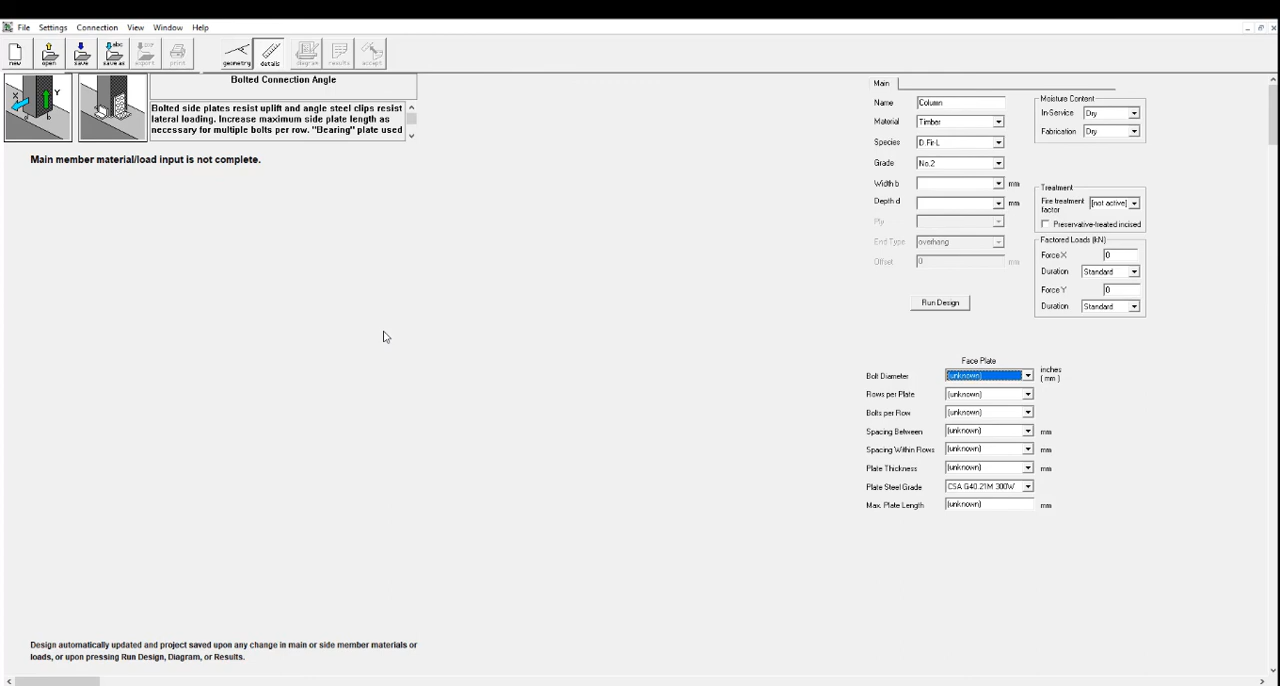 File Settings Connection View Window Help
new open save save as export print geometry details diagram results accept
Bolted Connection Angle
Bolted side plates resist uplift and angle steel clips resist
lateral loading. Increase maximum side plate length as
necessary for multiple bolts per row. "Bearing" plate used
X Y
b d
Main member material/load input is not complete.
Main
Name Column
Material Timber
Species D.Fir-L
Grade No.2
Width b mm
Depth d mm
Ply
End Type overhang
Offset 0 mm
Run Design
Moisture Content
In-Service Dry
Fabrication Dry
Treatment
Fire treatment
factor [not active]
Preservative-treated incised
Factored Loads (kN)
Force X 0
Duration Standard
Force Y 0
Duration Standard
Face Plate
Bolt Diameter (unknown) inches
( mm )
Rows per Plate (unknown)
Bolts per Row (unknown)
Spacing Between (unknown) mm
Spacing Within Rows (unknown) mm
Plate Thickness (unknown) mm
Plate Steel Grade CSA G40.21M 300W
Max. Plate Length (unknown) mm
Design automatically updated and project saved upon any change in main or side member materials or
loads, or upon pressing Run Design, Diagram, or Results.